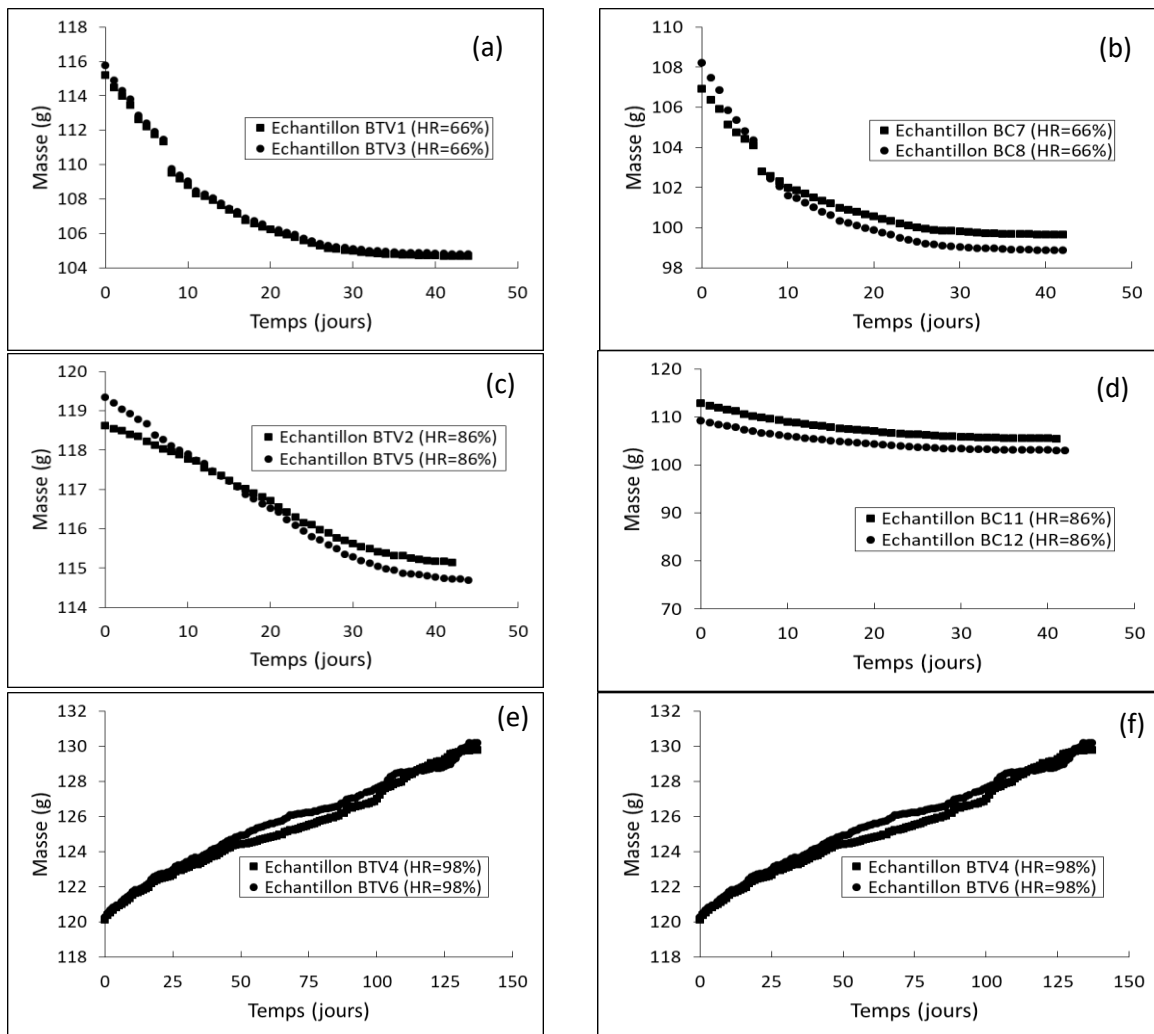 (a)
Masse (g)
118
116
114
112
110
108
106
104
Echantillon BTV1 (HR=66%)
Echantillon BTV3 (HR=66%)
0 10 20 30 40 50
Temps (jours)
(b)
Masse (g)
110
108
106
104
102
100
98
Echantillon BC7 (HR=66%)
Echantillon BC8 (HR=66%)
0 10 20 30 40 50
Temps (jours)
(c)
Masse (g)
120
119
118
117
116
115
114
Echantillon BTV2 (HR=86%)
Echantillon BTV5 (HR=86%)
0 10 20 30 40 50
Temps (jours)
(d)
Masse (g)
120
110
100
90
80
70
Echantillon BC11 (HR=86%)
Echantillon BC12 (HR=86%)
0 10 20 30 40 50
Temps (jours)
(e)
Masse (g)
132
130
128
126
124
122
120
118
Echantillon BTV4 (HR=98%)
Echantillon BTV6 (HR=98%)
0 25 50 75 100 125 150
Temps (jours)
(f)
Masse (g)
132
130
128
126
124
122
120
118
Echantillon BTV4 (HR=98%)
Echantillon BTV6 (HR=98%)
0 25 50 75 100 125 150
Temps (jours)